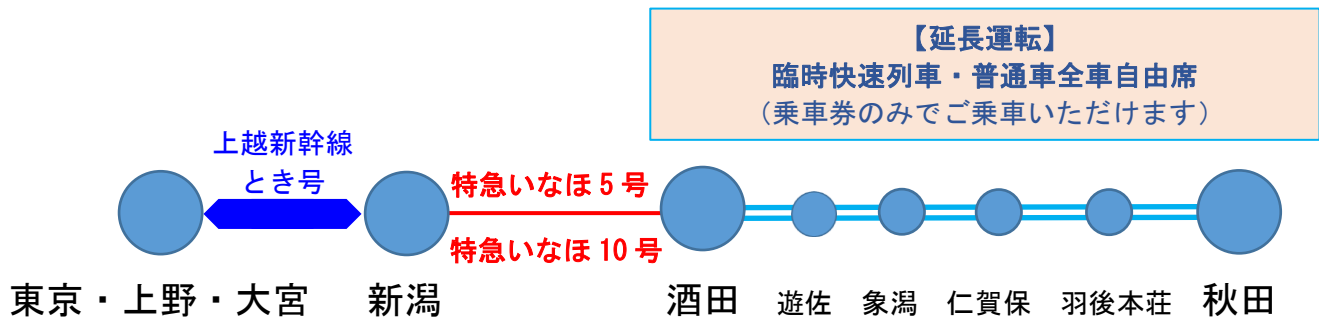 【延長運転】
臨時快速列車・普通車全車自由席
（乗車券のみでご乗車いただけます）
上越新幹線
とき号
特急いなほ5号
特急いなほ10号
東京・上野・大宮
新潟
酒田
遊佐
象潟
仁賀保
羽後本荘
秋田